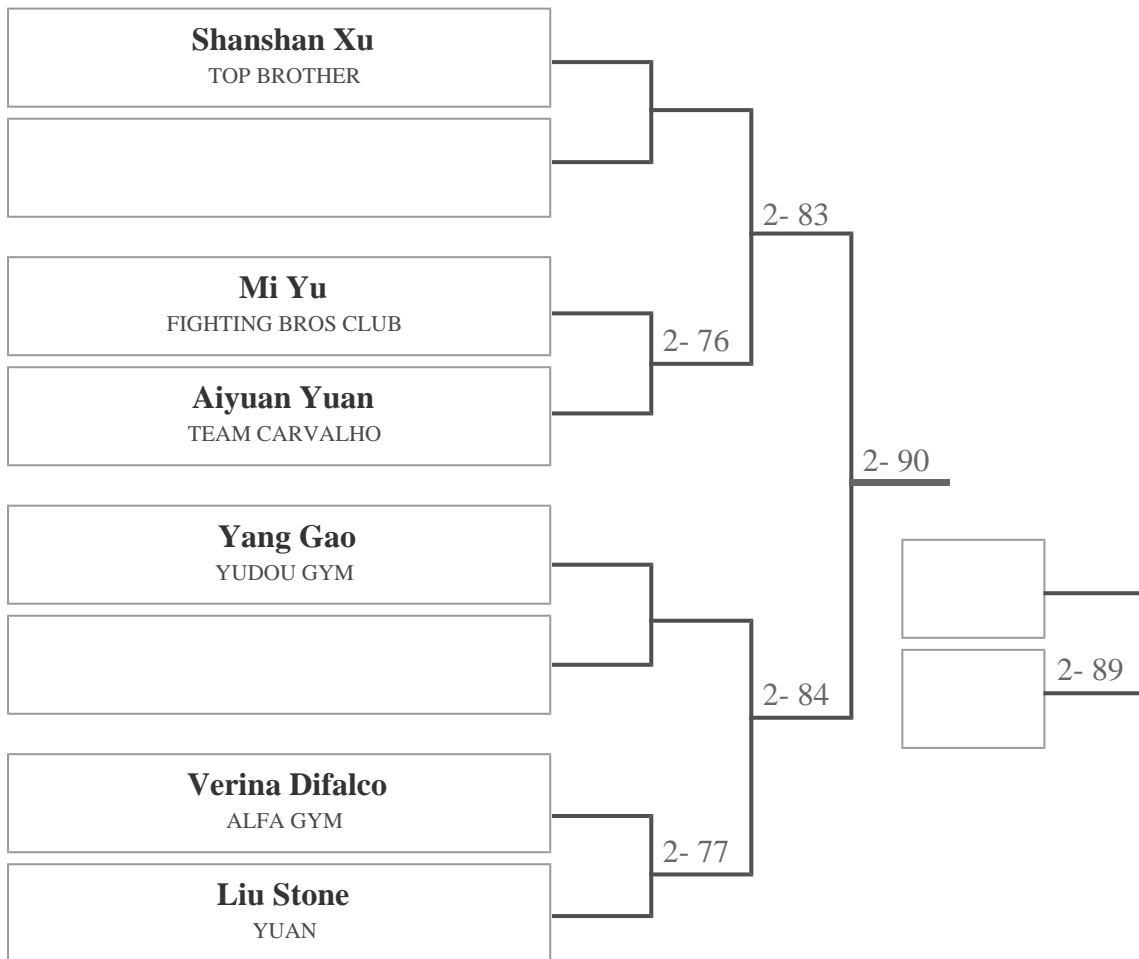 Shanshan Xu
TOP BROTHER
2- 83
Mi Yu
FIGHTING BROS CLUB
2- 76
Aiyuan Yuan
TEAM CARVALHO
2- 90
Yang Gao
YUDOU GYM
2- 89
2- 84
Verina Difalco
ALFA GYM
2- 77
Liu Stone
YUAN